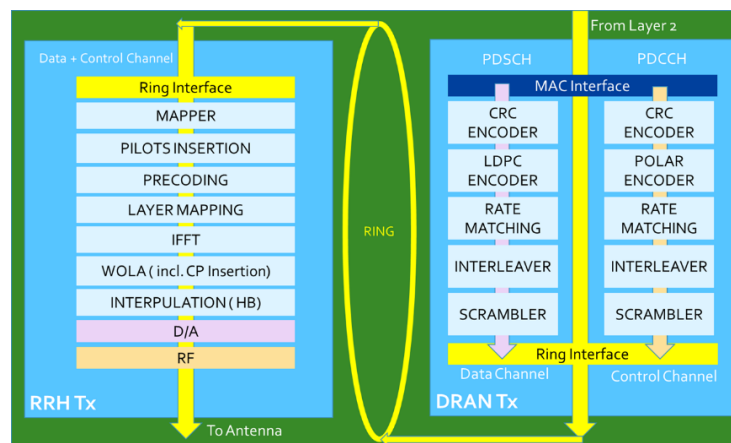 From Layer 2
Data + Control Channel
Ring Interface
MAPPER
PILOTS INSERTION
PRECODING
LAYER MAPPING
IFFT
WOLA ( incl. CP Insertion)
INTERPULATION ( HB)
D/A
RF
RRH Tx
To Antenna
RING
PDSCH
PDCCH
MAC Interface
CRC
ENCODER
LDPC
ENCODER
RATE
MATCHING
INTERLEAVER
SCRAMBLER
CRC
ENCODER
POLAR
ENCODER
RATE
MATCHING
INTERLEAVER
SCRAMBLER
Ring Interface
Data Channel
Control Channel
DRAN Tx